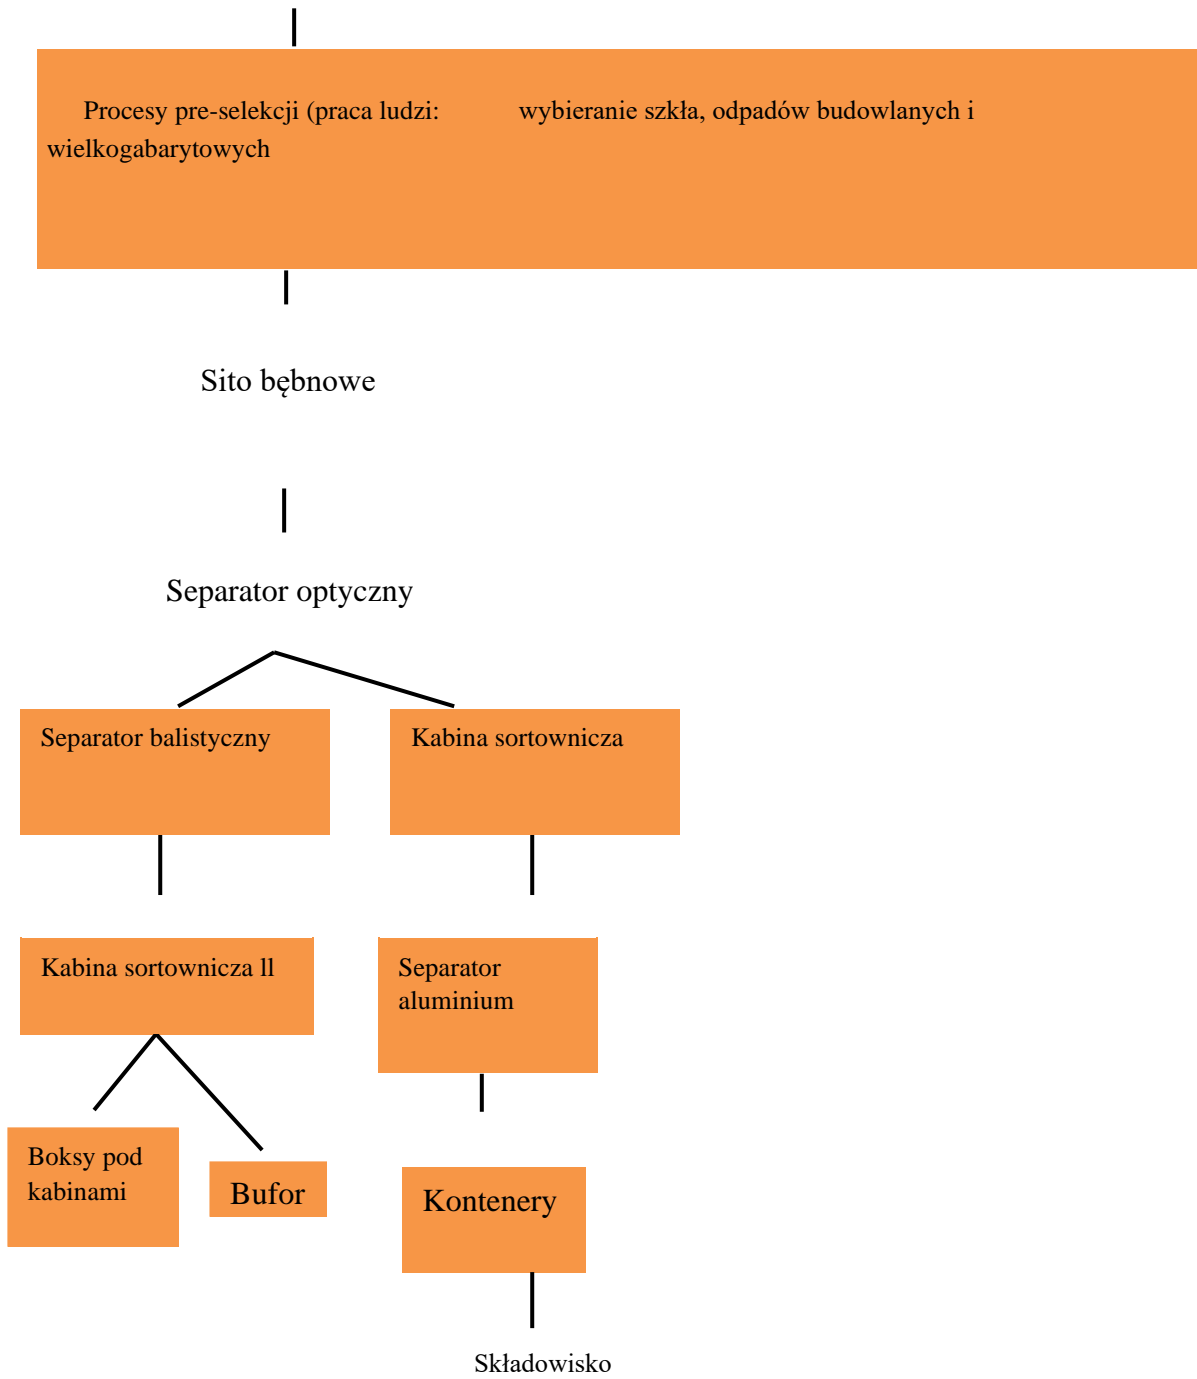 Procesy pre-selekcji (praca ludzi: wybieranie szkła, odpadów budowlanych i
wielkogabarytowych
Sito bębnowe
Separator optyczny
Separator balistyczny
Kabina sortownicza
Kabina sortownicza ll
Separator
aluminium
Boksy pod
kabinami
Bufor
Kontenery
Składowisko